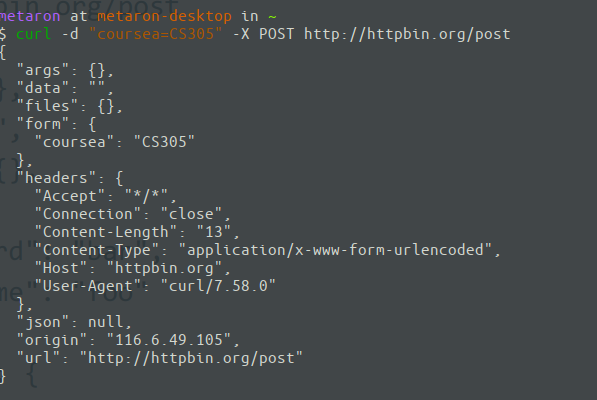 metaron at metaron-desktop in ~
$ curl -d "coursea=CS305" -X POST http://httpbin.org/post
{
  "args": {},
  "data": "",
  "files": {},
  "form": {
    "coursea": "CS305"
  },
  "headers": {
    "Accept": "*/*",
    "Connection": "close",
    "Content-Length": "13",
    "Content-Type": "application/x-www-form-urlencoded",
    "Host": "httpbin.org",
    "User-Agent": "curl/7.58.0"
  },
  "json": null,
  "origin": "116.6.49.105",
  "url": "http://httpbin.org/post"
}